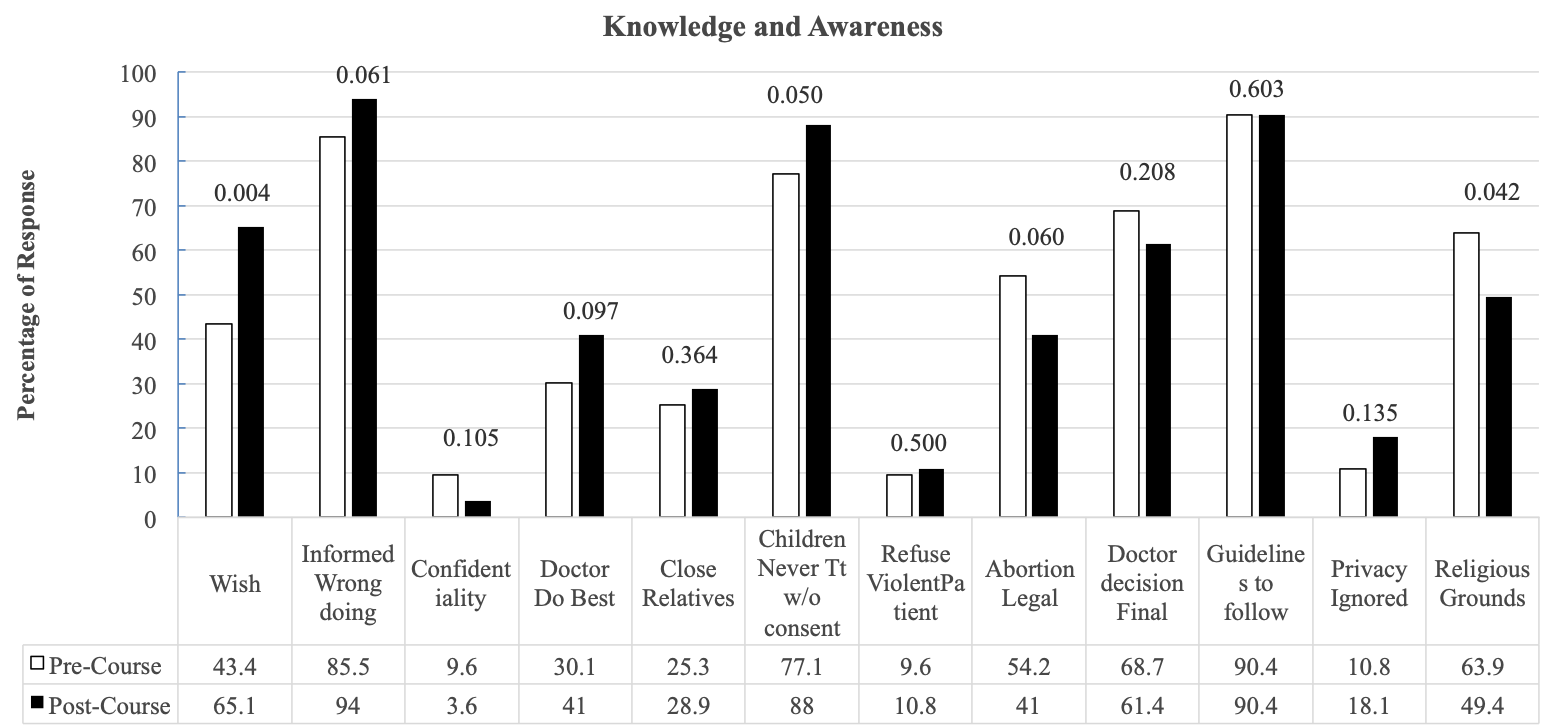 Knowledge and Awareness
Percentage of Response
100
90
80
70
60
50
40
30
20
10
0
0.004
0.061
0.105
0.097
0.364
0.050
0.500
0.060
0.208
0.603
0.135
0.042
Wish
Informed
Wrong
doing
Confident
iality
Doctor
Do Best
Close
Relatives
Children
Never Tt
w/o
consent
Refuse
ViolentPa
tient
Abortion
Legal
Doctor
decision
Final
Guideline
s to
follow
Privacy
Ignored
Religious
Grounds
Pre-Course 43.4 85.5 9.6 30.1 25.3 77.1 9.6 54.2 68.7 90.4 10.8 63.9
Post-Course 65.1 94 3.6 41 28.9 88 10.8 41 61.4 90.4 18.1 49.4